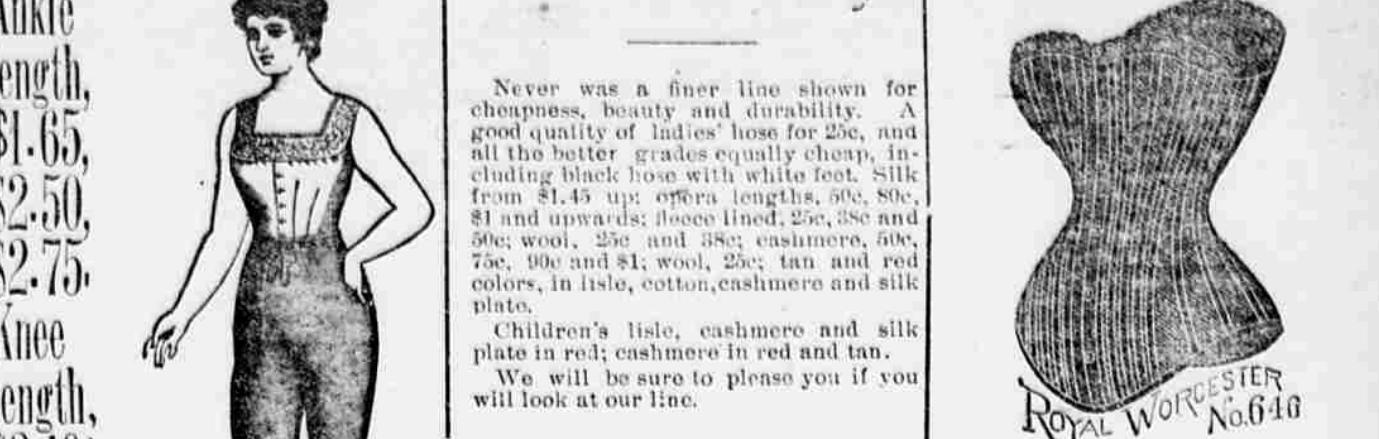 Ankle
ength,
$1.65,
$2.50,
$2.75.
Knee
ength,
Never was a finer line shown for
cheapness, beauty and durability. A
good quality of ladies' hose for 25c, and
all the better grades equally cheap, in-
cluding black hose with white feet. Silk
from $1.45 up; opera lengths, 50c, 80c,
$1 and upwards; fleece lined, 25c, 38c and
50c; wool, 25c and 38c; cashmere, 50c,
75c, 90c and $1; wool, 25c; tan and red
colors, in lisle, cotton, cashmere and silk
plate.
Children's lisle, cashmere and silk
plate in red; cashmere in red and tan.
We will be sure to please you if you
will look at our line.
ROYAL WORCESTER
No.646